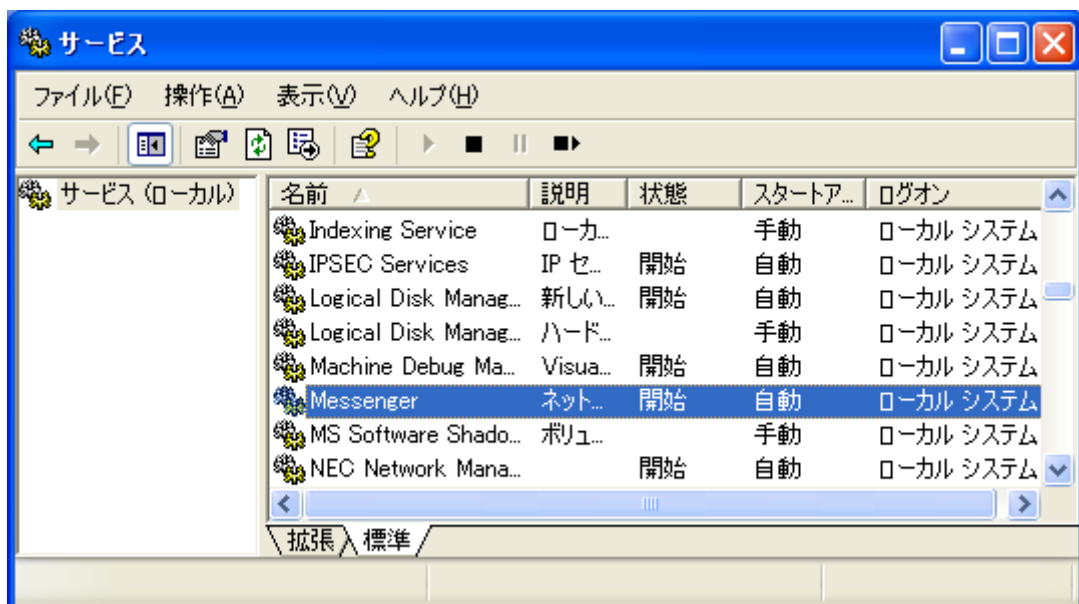 サービス
ファイル(F) 操作(A) 表示(V) ヘルプ(H)
サービス (ローカル)
名前 説明 状態 スタートア... ログオン
Indexing Service ローカ... 手動 ローカル システム
IPSEC Services IP セ... 開始 自動 ローカル システム
Logical Disk Manag... 新しい... 開始 自動 ローカル システム
Logical Disk Manag... ハード... 手動 ローカル システム
Machine Debug Ma... Visua... 開始 自動 ローカル システム
Messenger ネット... 開始 自動 ローカル システム
MS Software Shado... ボリュ... 手動 ローカル システム
NEC Network Mana... 開始 自動 ローカル システム
拡張 標準